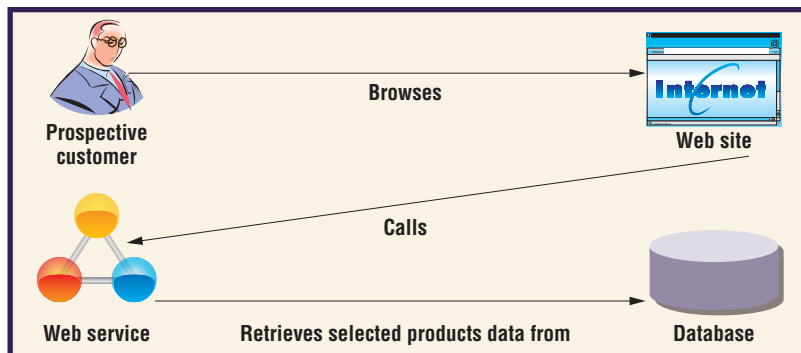 Internet
Browses
Prospective
customer
Web site
Calls
Web service
Retrieves selected products data from
Database